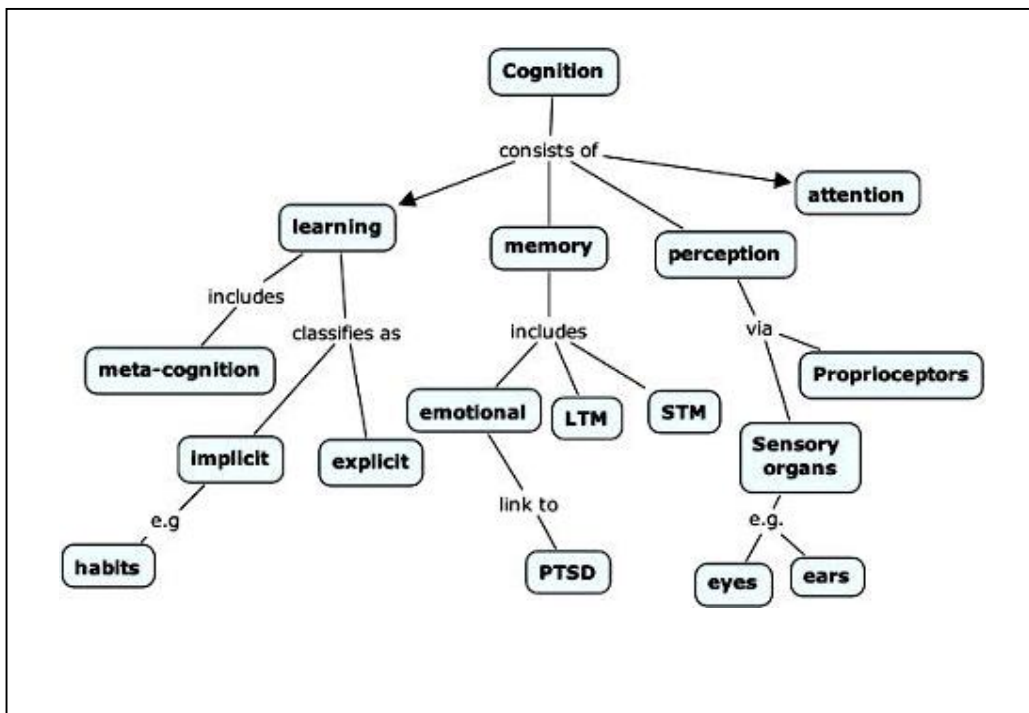 Cognition
consists of
attention
learning
memory
perception
includes
classifies as
includes
via
meta-cognition
Proprioceptors
emotional
LTM
STM
implicit
explicit
Sensory
organs
link to
e.g
e.g.
habits
PTSD
eyes
ears